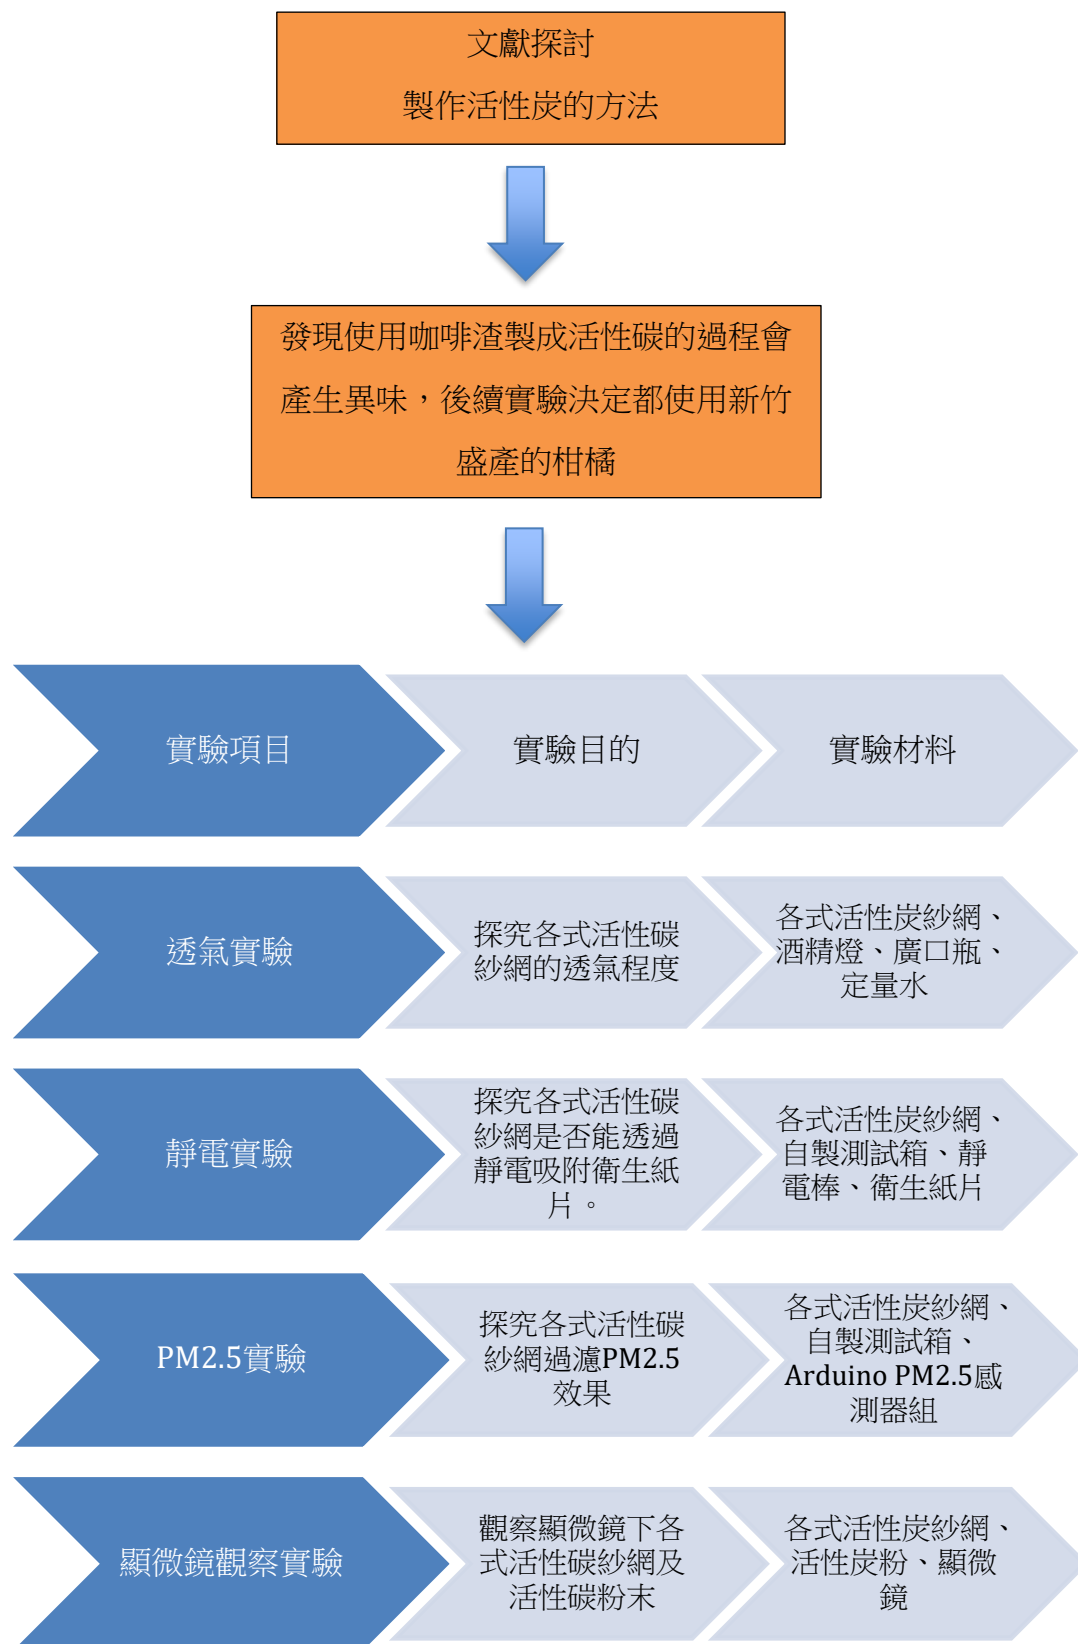 文獻探討
製作活性炭的方法
發現使用咖啡渣製成活性碳的過程會
產生異味，後續實驗決定都使用新竹
盛產的柑橘
實驗項目
實驗目的
實驗材料
透氣實驗
探究各式活性碳
紗網的透氣程度
各式活性炭紗網、
酒精燈、廣口瓶、
定量水
靜電實驗
探究各式活性碳
紗網是否能透過
靜電吸附衛生紙
片。
各式活性炭紗網、
自製測試箱、靜
電棒、衛生紙片
PM2.5實驗
探究各式活性碳
紗網過濾PM2.5
效果
各式活性炭紗網、
自製測試箱、
Arduino PM2.5感
測器組
顯微鏡觀察實驗
觀察顯微鏡下各
式活性碳紗網及
活性碳粉末
各式活性炭紗網、
活性炭粉、顯微
鏡